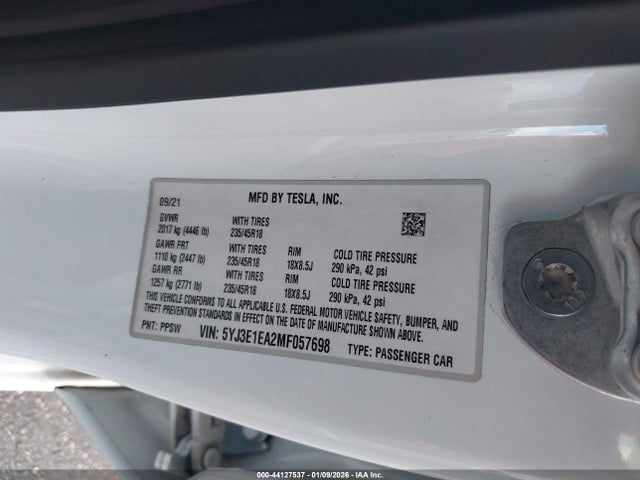 MFD BY TESLA, INC.
09/21
GVWR WITH TIRES
2017 kg (4446 lb) 235/45R18
GAWR FRT WITH TIRES RIM COLD TIRE PRESSURE
1110 kg (2447 lb) 235/45R18 18X8.5J 290 kPa, 42 psi
GAWR RR WITH TIRES RIM COLD TIRE PRESSURE
1257 kg (2771 lb) 235/45R18 18X8.5J 290 kPa, 42 psi
THIS VEHICLE CONFORMS TO ALL APPLICABLE U.S. FEDERAL MOTOR VEHICLE SAFETY, BUMPER, AND
THEFT PREVENTION STANDARDS IN EFFECT ON THE DATE OF MANUFACTURE SHOWN ABOVE.
PNT: PPSW VIN: 5YJ3E1EA2MF057698 TYPE: PASSENGER CAR
000-44127537 - 01/09/2026 - IAA Inc.